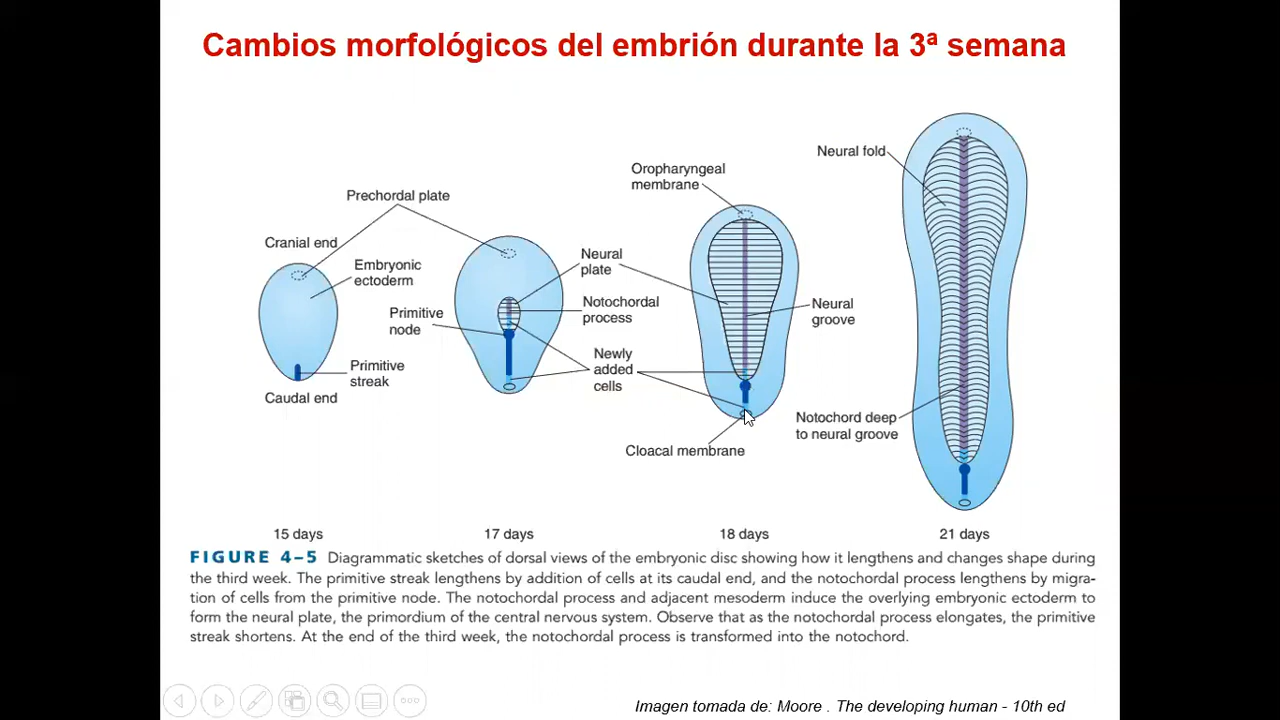 Cambios morfológicos del embrión durante la 3ª semana
Neural fold
Oropharyngeal
membrane
Prechordal plate
Cranial end
Embryonic
ectoderm
Neural
plate
Primitive
node
Notochordal
process
Neural
groove
Newly
added
cells
Primitive
streak
Caudal end
Notochord deep
to neural groove
Cloacal membrane
15 days
17 days
18 days
21 days
FIGURE 4–5 Diagrammatic sketches of dorsal views of the embryonic disc showing how it lengthens and changes shape during
the third week. The primitive streak lengthens by addition of cells at its caudal end, and the notochordal process lengthens by migra-
tion of cells from the primitive node. The notochordal process and adjacent mesoderm induce the overlying embryonic ectoderm to
form the neural plate, the primordium of the central nervous system. Observe that as the notochordal process elongates, the primitive
streak shortens. At the end of the third week, the notochordal process is transformed into the notochord.
Imagen tomada de: Moore . The developing human - 10th ed